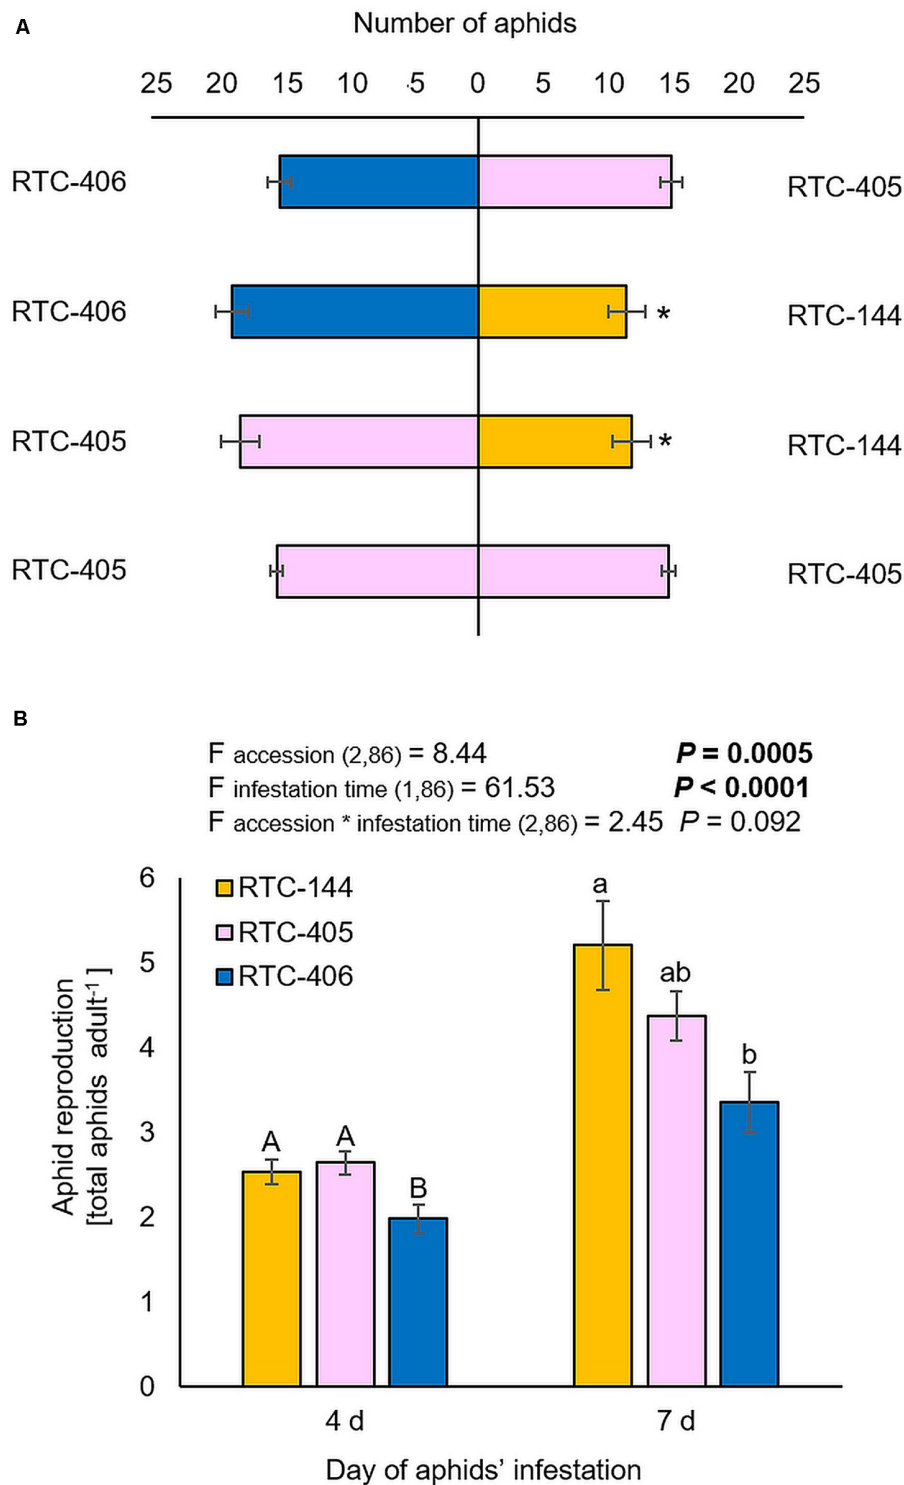 A
Number of aphids
25 20 15 10 5 0 5 10 15 20 25
RTC-406 RTC-405
RTC-406 * RTC-144
RTC-405 * RTC-144
RTC-405 RTC-405
B
F accession (2,86) = 8.44 P = 0.0005
F infestation time (1,86) = 61.53 P < 0.0001
F accession * infestation time (2,86) = 2.45 P = 0.092
6
5
4
3
2
1
0
Aphid reproduction
[total aphids adult⁻¹]
RTC-144
RTC-405
RTC-406
A A B
a ab b
4 d 7 d
Day of aphids’ infestation